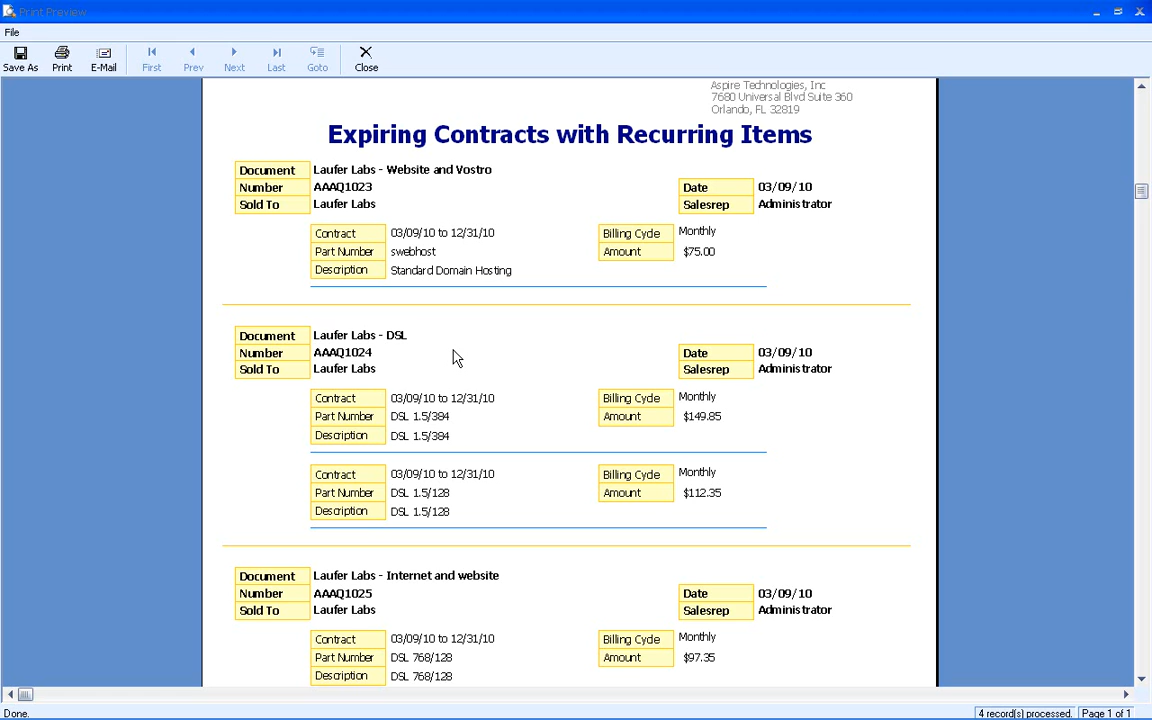 Print Preview
File
Save As Print E-Mail First Prev Next Last Goto Close
Aspire Technologies, Inc
7680 Universal Blvd Suite 360
Orlando, FL 32819
Expiring Contracts with Recurring Items
Document Laufer Labs - Website and Vostro
Number AAAQ1023 Date 03/09/10
Sold To Laufer Labs Salesrep Administrator
Contract 03/09/10 to 12/31/10 Billing Cycle Monthly
Part Number swebhost Amount $75.00
Description Standard Domain Hosting
Document Laufer Labs - DSL
Number AAAQ1024 Date 03/09/10
Sold To Laufer Labs Salesrep Administrator
Contract 03/09/10 to 12/31/10 Billing Cycle Monthly
Part Number DSL 1.5/384 Amount $149.85
Description DSL 1.5/384
Contract 03/09/10 to 12/31/10 Billing Cycle Monthly
Part Number DSL 1.5/128 Amount $112.35
Description DSL 1.5/128
Document Laufer Labs - Internet and website
Number AAAQ1025 Date 03/09/10
Sold To Laufer Labs Salesrep Administrator
Contract 03/09/10 to 12/31/10 Billing Cycle Monthly
Part Number DSL 768/128 Amount $97.35
Description DSL 768/128
Done. 4 record(s) processed. Page 1 of 1